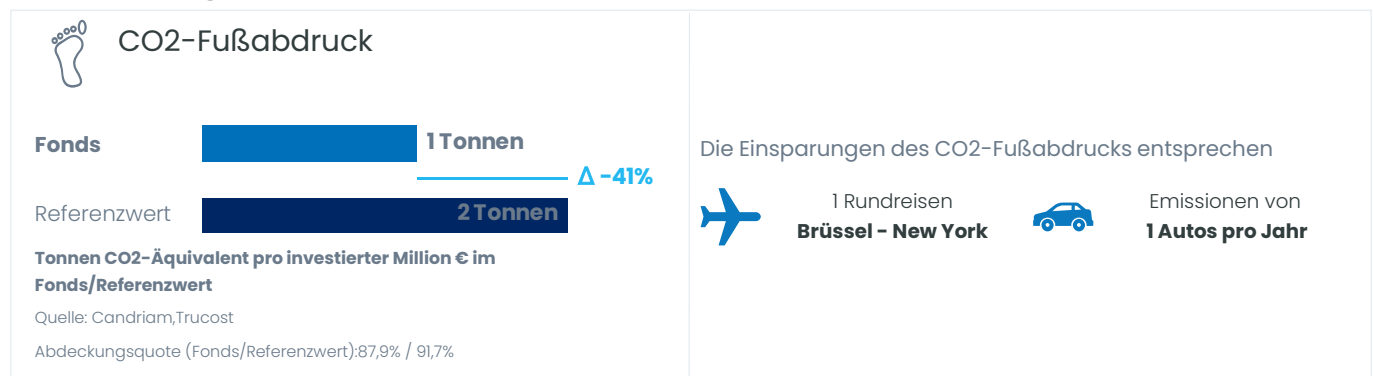 CO2-Fußabdruck
Fonds
1 Tonnen
Δ -41%
Referenzwert
2 Tonnen
Tonnen CO2-Äquivalent pro investierter Million € im
Fonds/Referenzwert
Quelle: Candriam,Trucost
Abdeckungsquote (Fonds/Referenzwert):87,9% / 91,7%
Die Einsparungen des CO2-Fußabdrucks entsprechen
1 Rundreisen
Brüssel - New York
Emissionen von
1 Autos pro Jahr